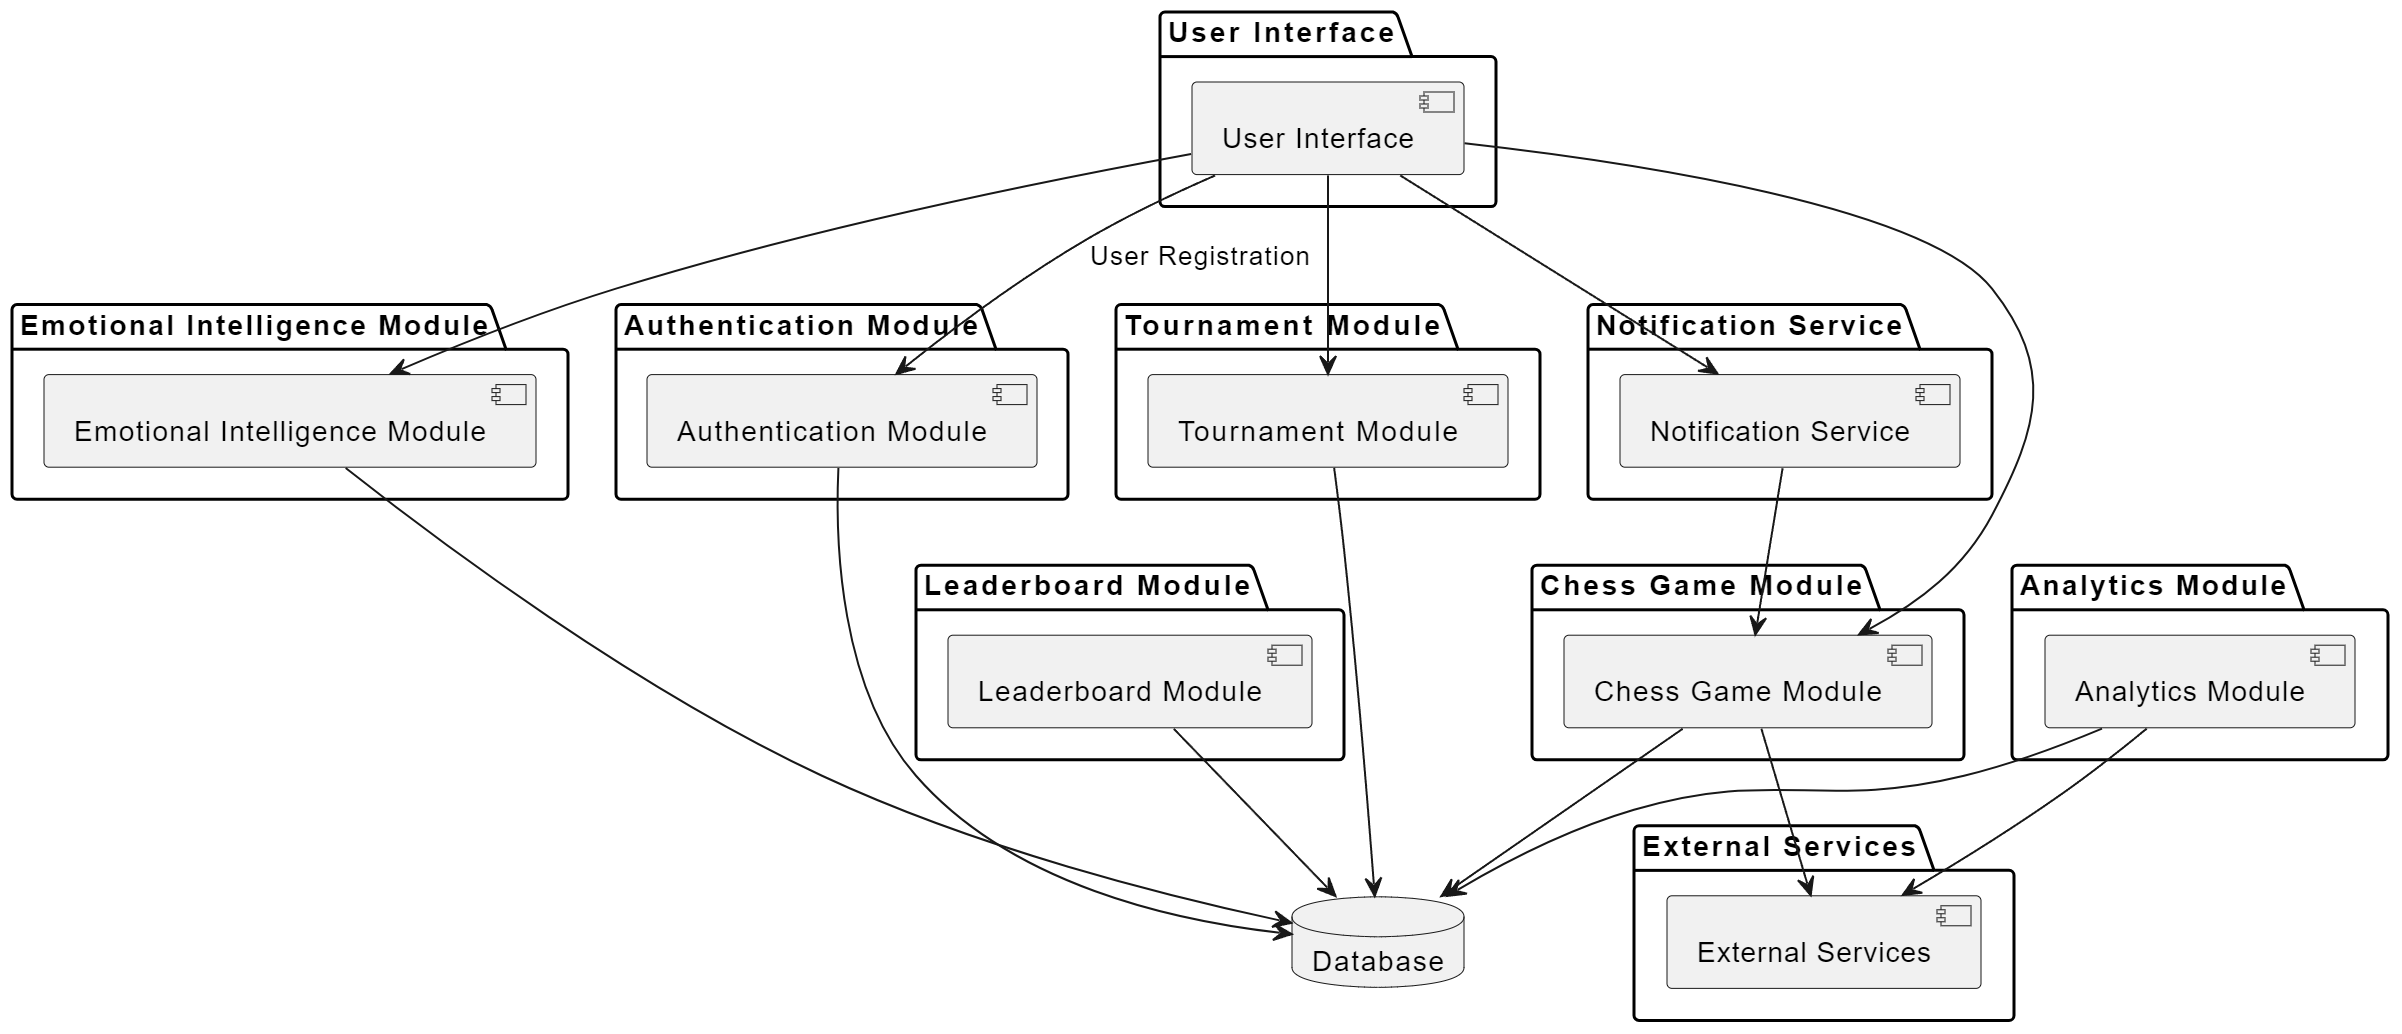 User Interface
User Interface
User Registration
Emotional Intelligence Module
Authentication Module
Tournament Module
Notification Service
Emotional Intelligence Module
Authentication Module
Tournament Module
Notification Service
Leaderboard Module
Chess Game Module
Analytics Module
Leaderboard Module
Chess Game Module
Analytics Module
External Services
External Services
Database